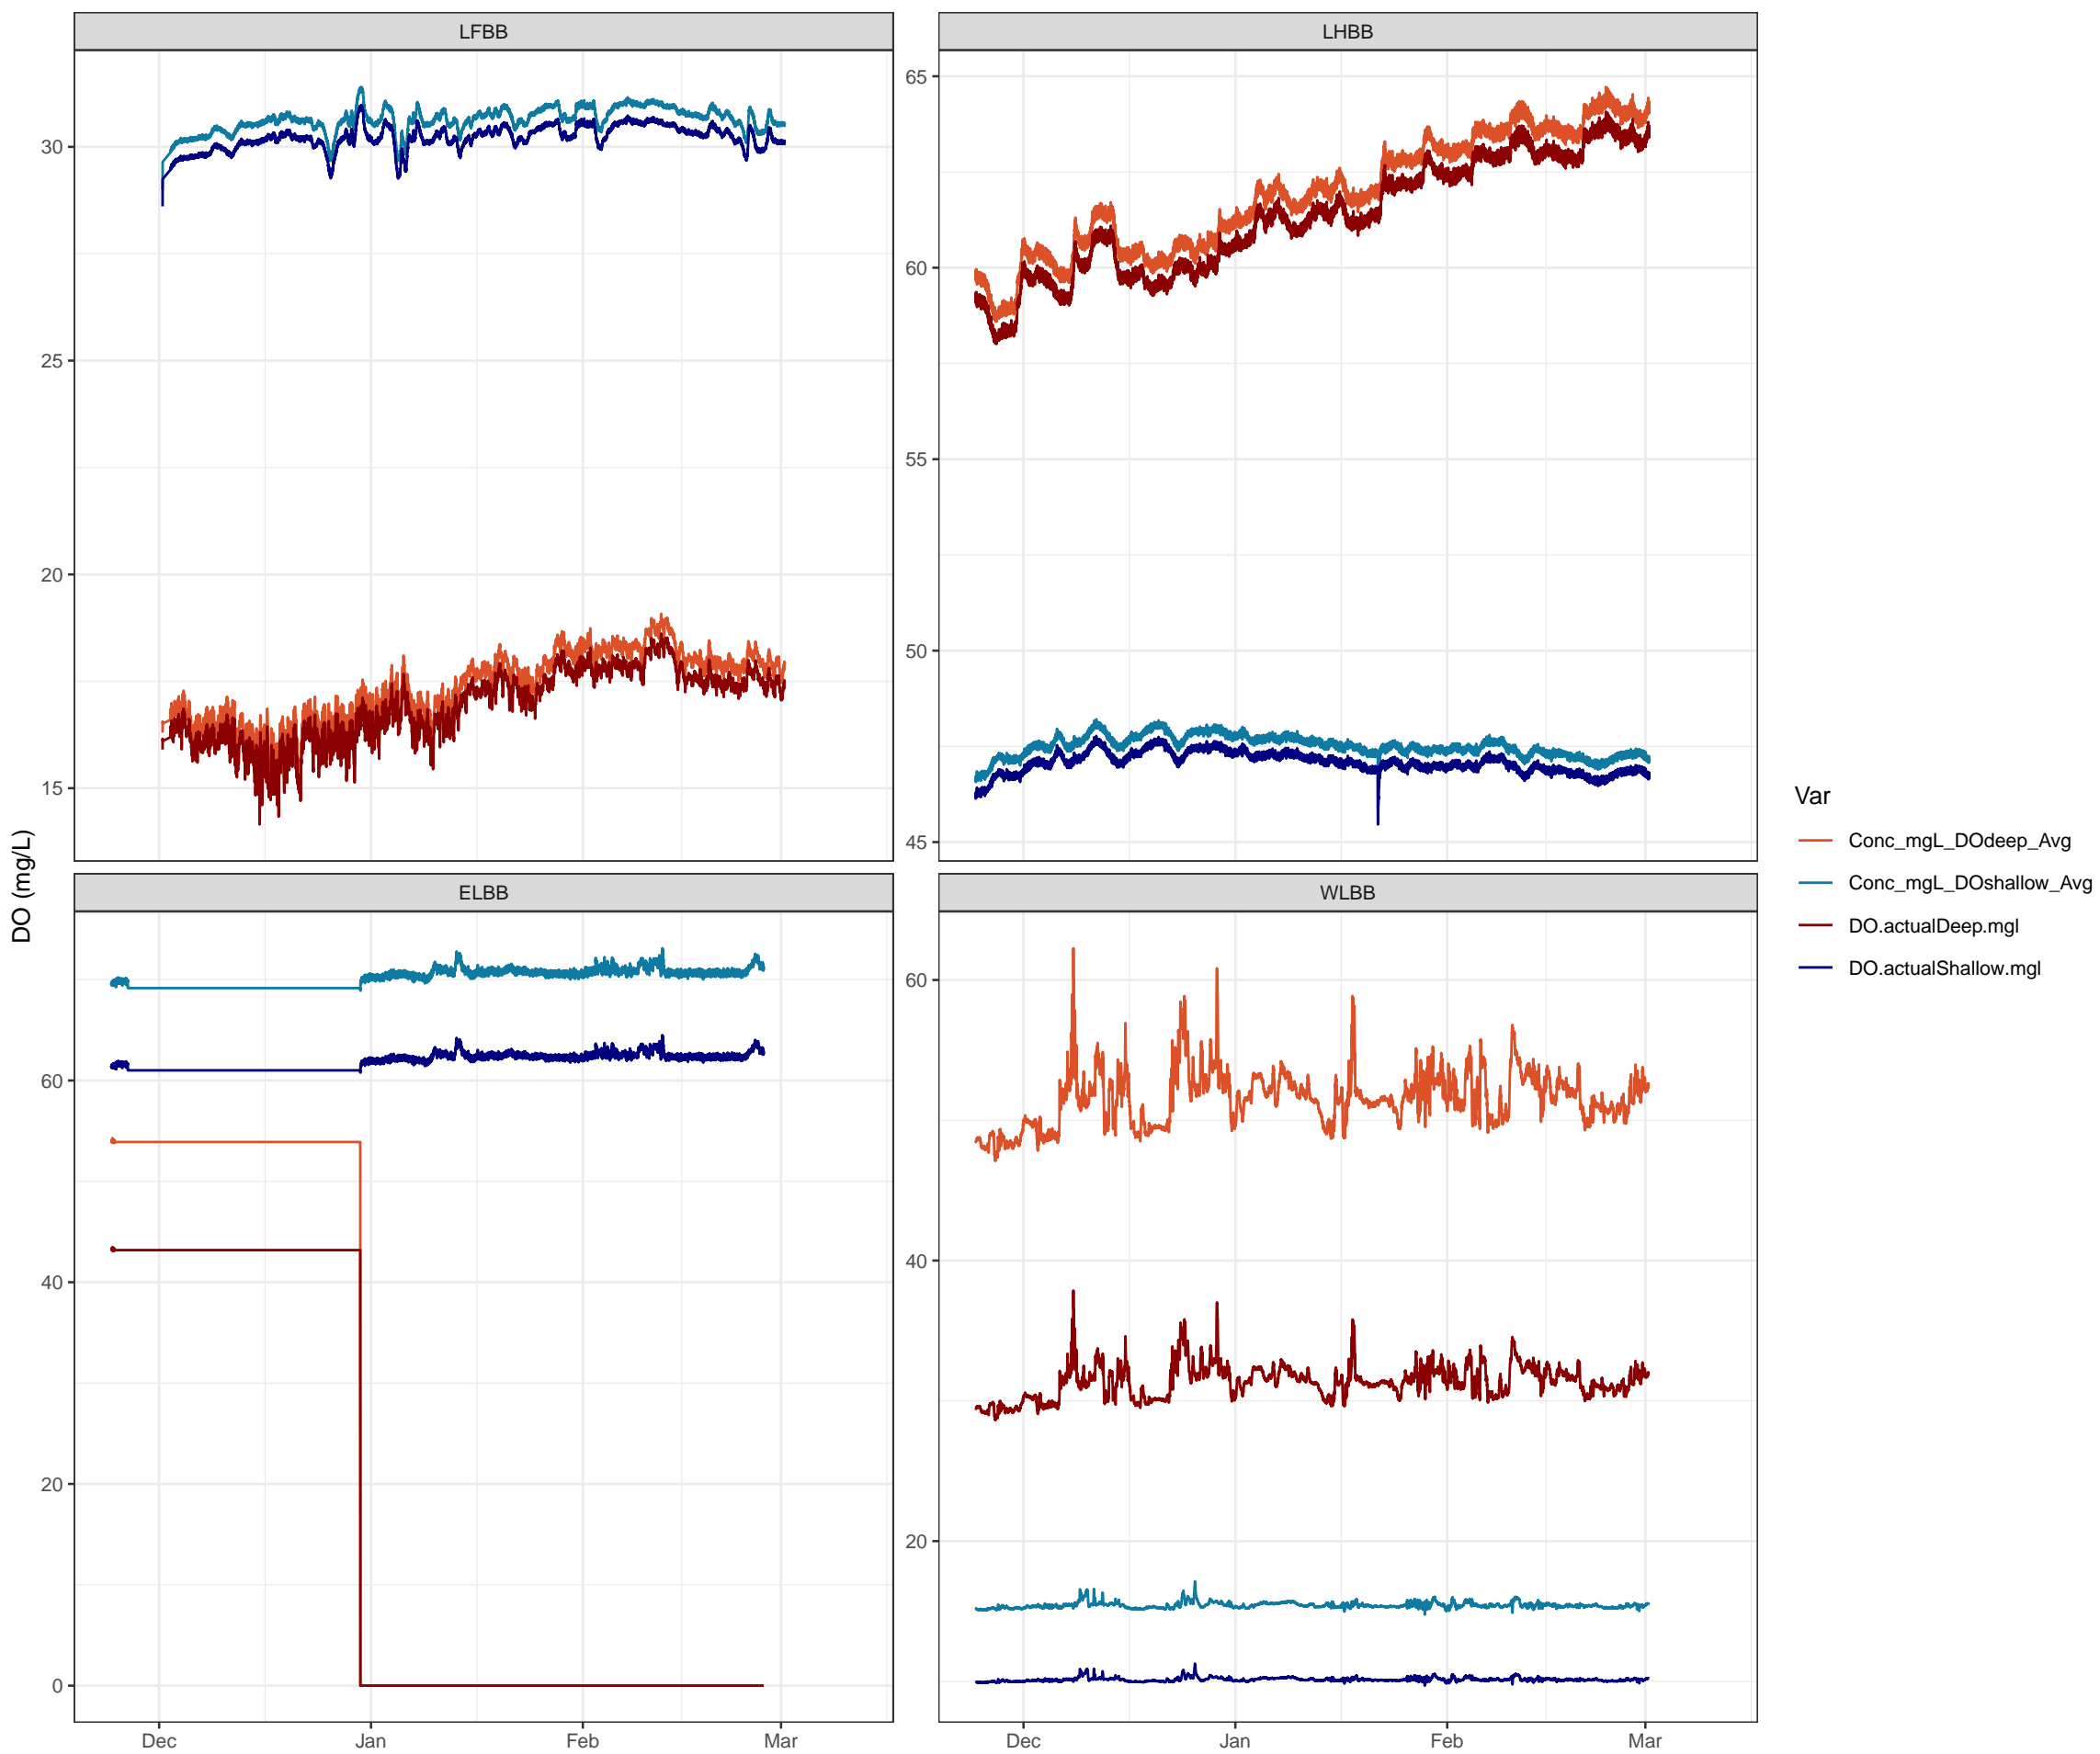 LFBB
LHBB
30
25
20
15
65
60
55
50
45
DO (mg/L)
ELBB
WLBB
60
40
20
0
60
40
20
Dec Jan Feb Mar
Dec Jan Feb Mar
Var
Conc_mgL_DOdeep_Avg
Conc_mgL_DOshallow_Avg
DO.actualDeep.mgl
DO.actualShallow.mgl